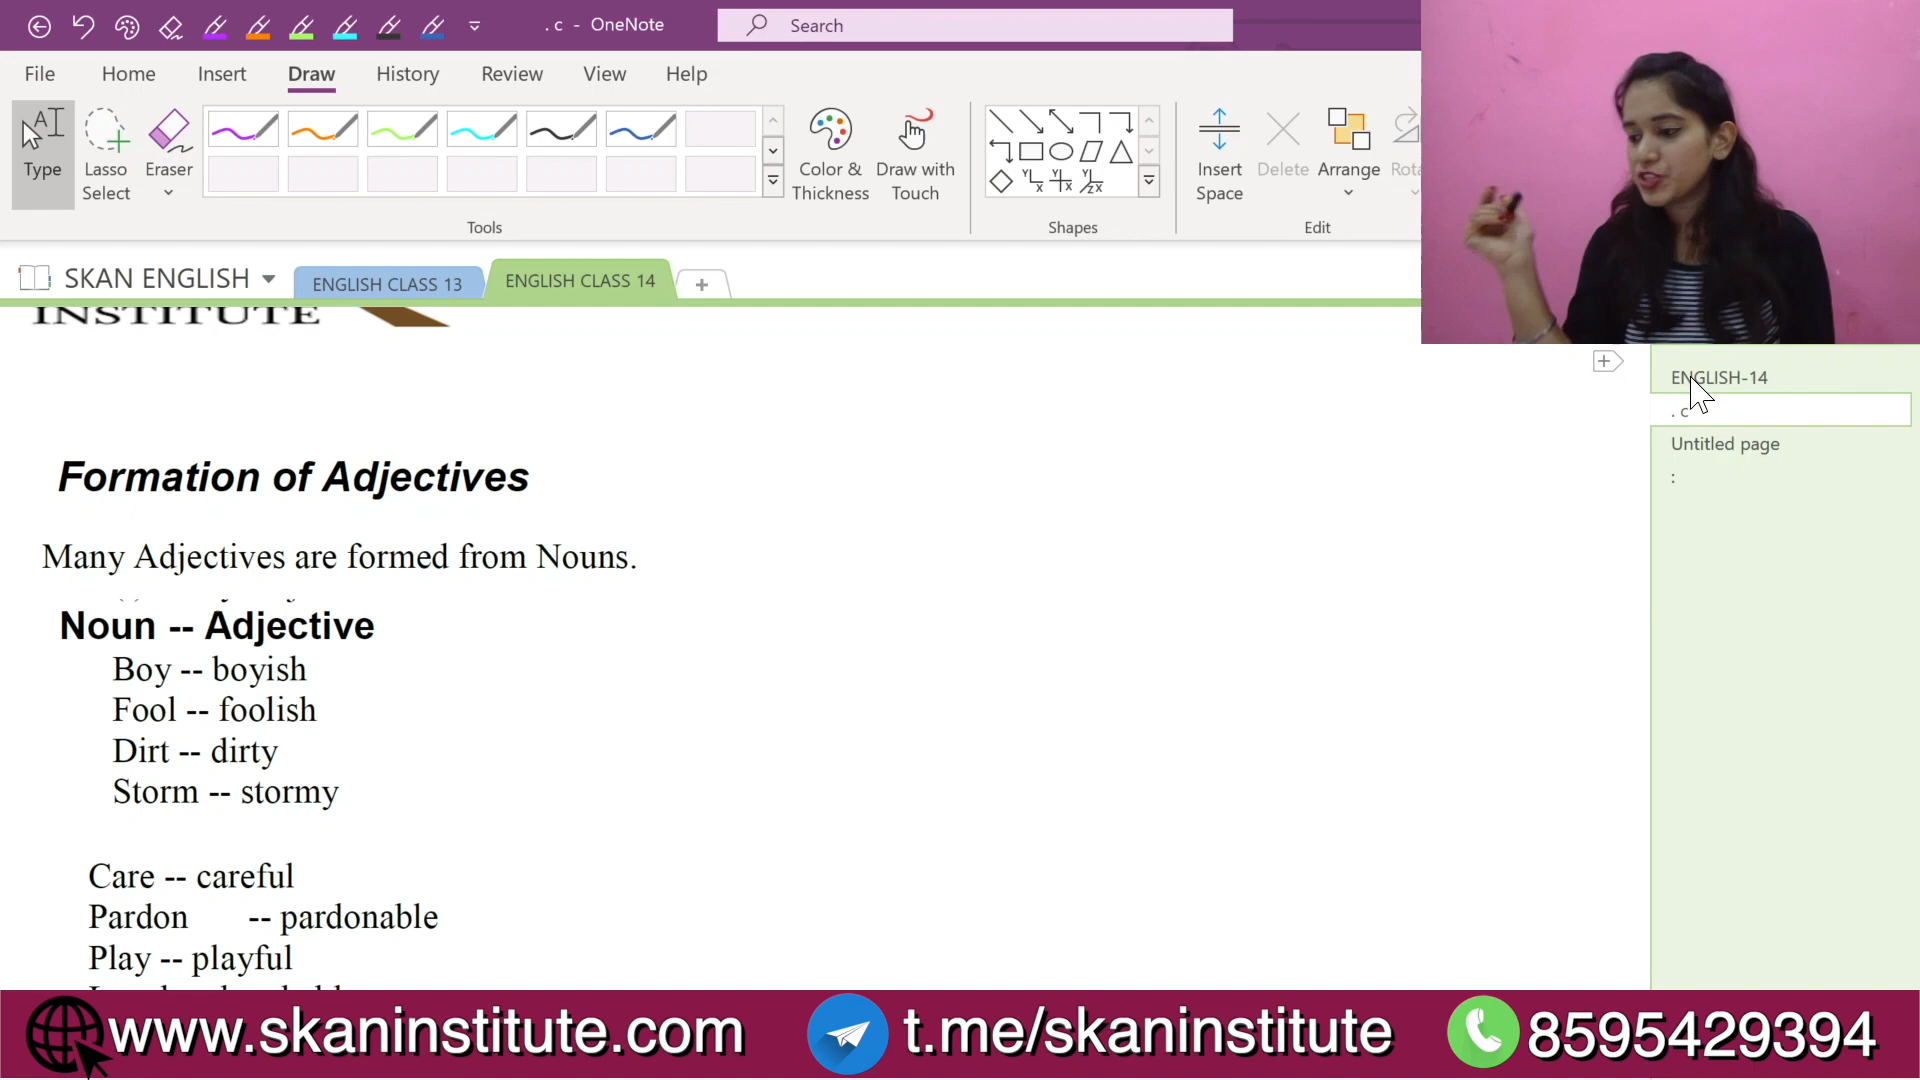 . c - OneNote
Search
File Home Insert Draw History Review View Help
Type
Lasso Select
Eraser
Color & Thickness
Draw with Touch
Insert Space
Delete
Arrange
Tools
Shapes
Edit
SKAN ENGLISH
ENGLISH CLASS 13
ENGLISH CLASS 14
INSTITUTE
ENGLISH-14
. c
Untitled page
:
Formation of Adjectives
Many Adjectives are formed from Nouns.
Noun -- Adjective
Boy -- boyish
Fool -- foolish
Dirt -- dirty
Storm -- stormy
Care -- careful
Pardon -- pardonable
Play -- playful
www.skaninstitute.com
t.me/skaninstitute
8595429394